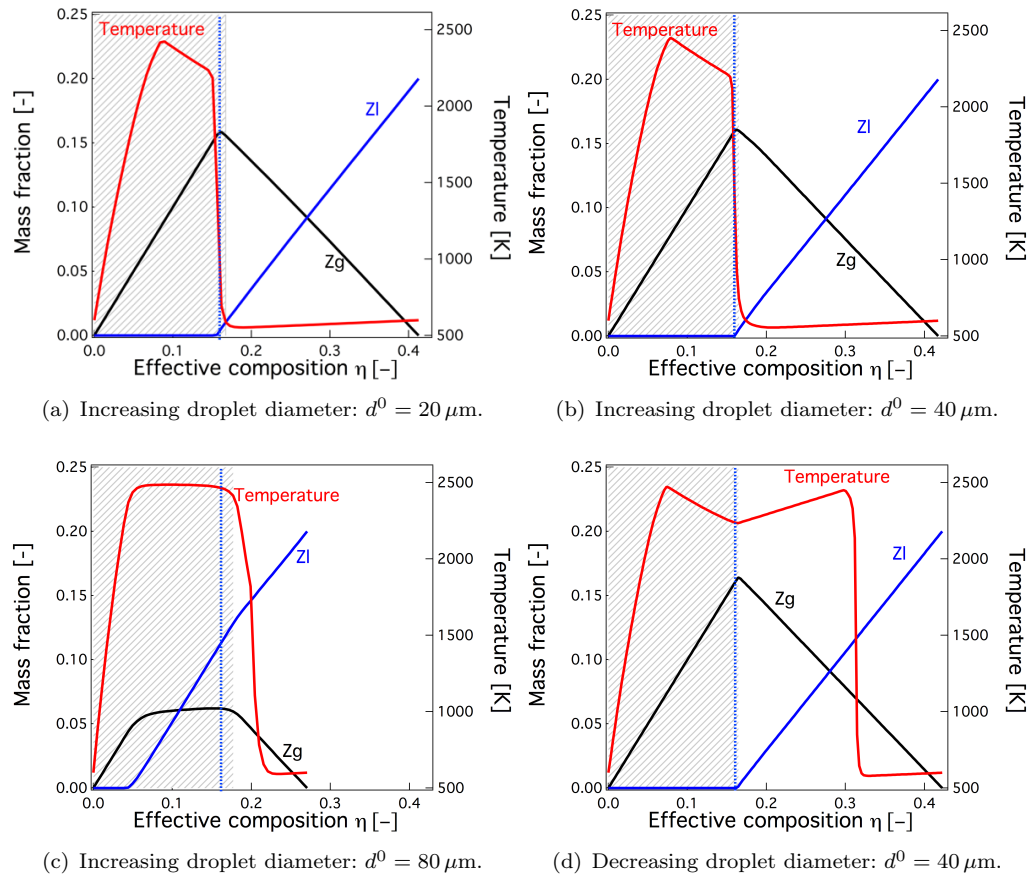 0.25
0.20
0.15
0.10
0.05
0.00
Mass fraction [-]
Temperature
Zl
Zg
2500
2000
1500
1000
500
Temperature [K]
0.0 0.1 0.2 0.3 0.4
Effective composition η [–]
(a) Increasing droplet diameter: d⁰ = 20 μm.
0.25
0.20
0.15
0.10
0.05
0.00
Mass fraction [-]
Temperature
Zl
Zg
2500
2000
1500
1000
500
Temperature [K]
0.0 0.1 0.2 0.3 0.4
Effective composition η [–]
(b) Increasing droplet diameter: d⁰ = 40 μm.
0.25
0.20
0.15
0.10
0.05
0.00
Mass fraction [-]
Temperature
Zl
Zg
2500
2000
1500
1000
500
Temperature [K]
0.0 0.1 0.2 0.3 0.4
Effective composition η [–]
(c) Increasing droplet diameter: d⁰ = 80 μm.
0.25
0.20
0.15
0.10
0.05
0.00
Mass fraction [-]
Temperature
Zl
Zg
2500
2000
1500
1000
500
Temperature [K]
0.0 0.1 0.2 0.3 0.4
Effective composition η [–]
(d) Decreasing droplet diameter: d⁰ = 40 μm.